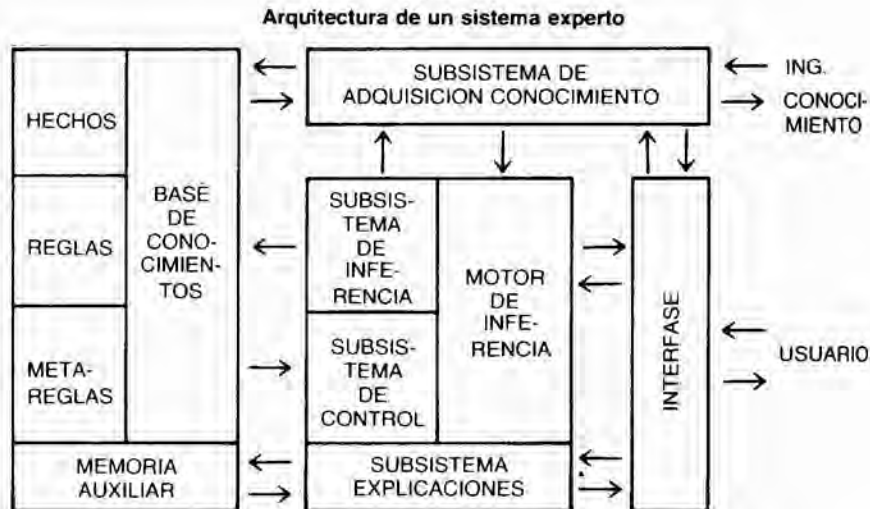 Arquitectura de un sistema experto
SUBSISTEMA DE
ADQUISICION CONOCIMIENTO
ING.
CONOCI-
MIENTO
HECHOS
REGLAS
META-
REGLAS
BASE
DE
CONO-
CIMIEN-
TOS
SUBSIS-
TEMA
DE
INFE-
RENCIA
SUBSIS-
TEMA
DE
CONTROL
MOTOR
DE
INFE-
RENCIA
INTERFASE
USUARIO
MEMORIA
AUXILIAR
SUBSISTEMA
EXPLICACIONES